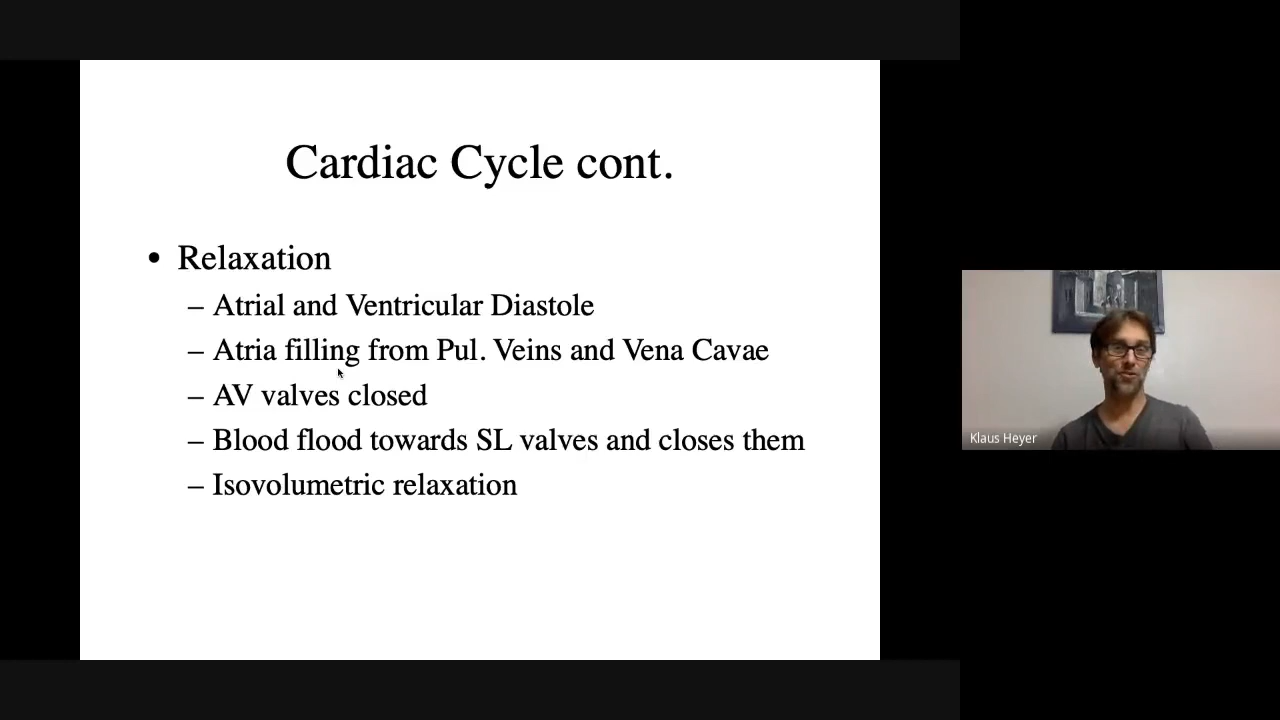 Cardiac Cycle cont.
• Relaxation
– Atrial and Ventricular Diastole
– Atria filling from Pul. Veins and Vena Cavae
– AV valves closed
– Blood flood towards SL valves and closes them
– Isovolumetric relaxation
Klaus Heyer